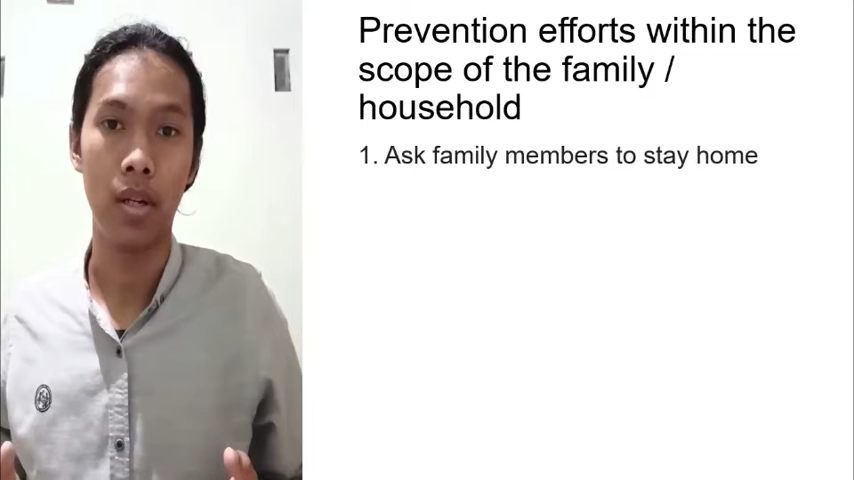 Prevention efforts within the
scope of the family /
household
1. Ask family members to stay home